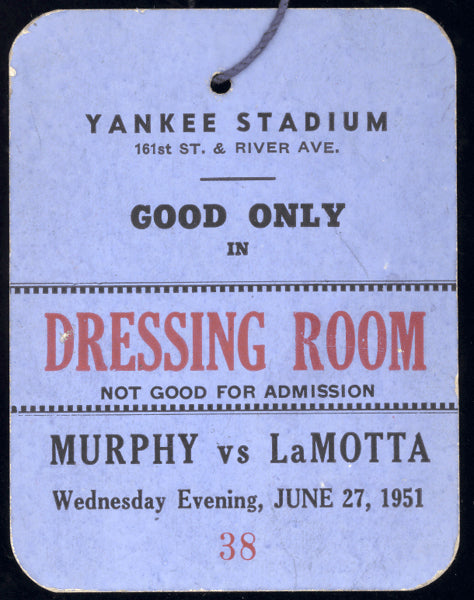 YANKEE STADIUM
161st ST. & RIVER AVE.
GOOD ONLY
IN
DRESSING ROOM
NOT GOOD FOR ADMISSION
MURPHY vs LaMOTTA
Wednesday Evening, JUNE 27, 1951
38